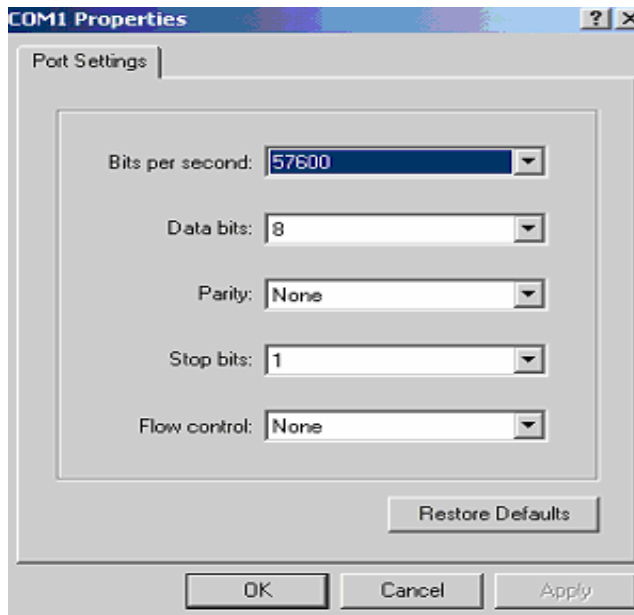 COM1 Properties
Port Settings
Bits per second: 57600
Data bits: 8
Parity: None
Stop bits: 1
Flow control: None
Restore Defaults
OK Cancel Apply